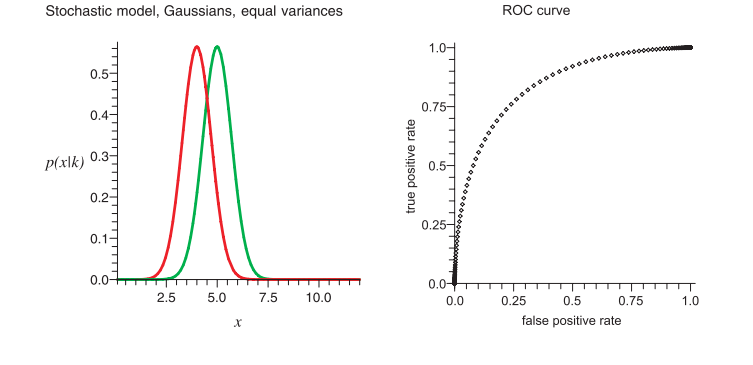 Stochastic model, Gaussians, equal variances
0.5
0.4
p(x|k)
0.3
0.2
0.1
0.0
2.5 5.0 7.5 10.0
x
ROC curve
1.0
0.75
true positive rate
0.5
0.25
0.0
0.0 0.25 0.5 0.75 1.0
false positive rate